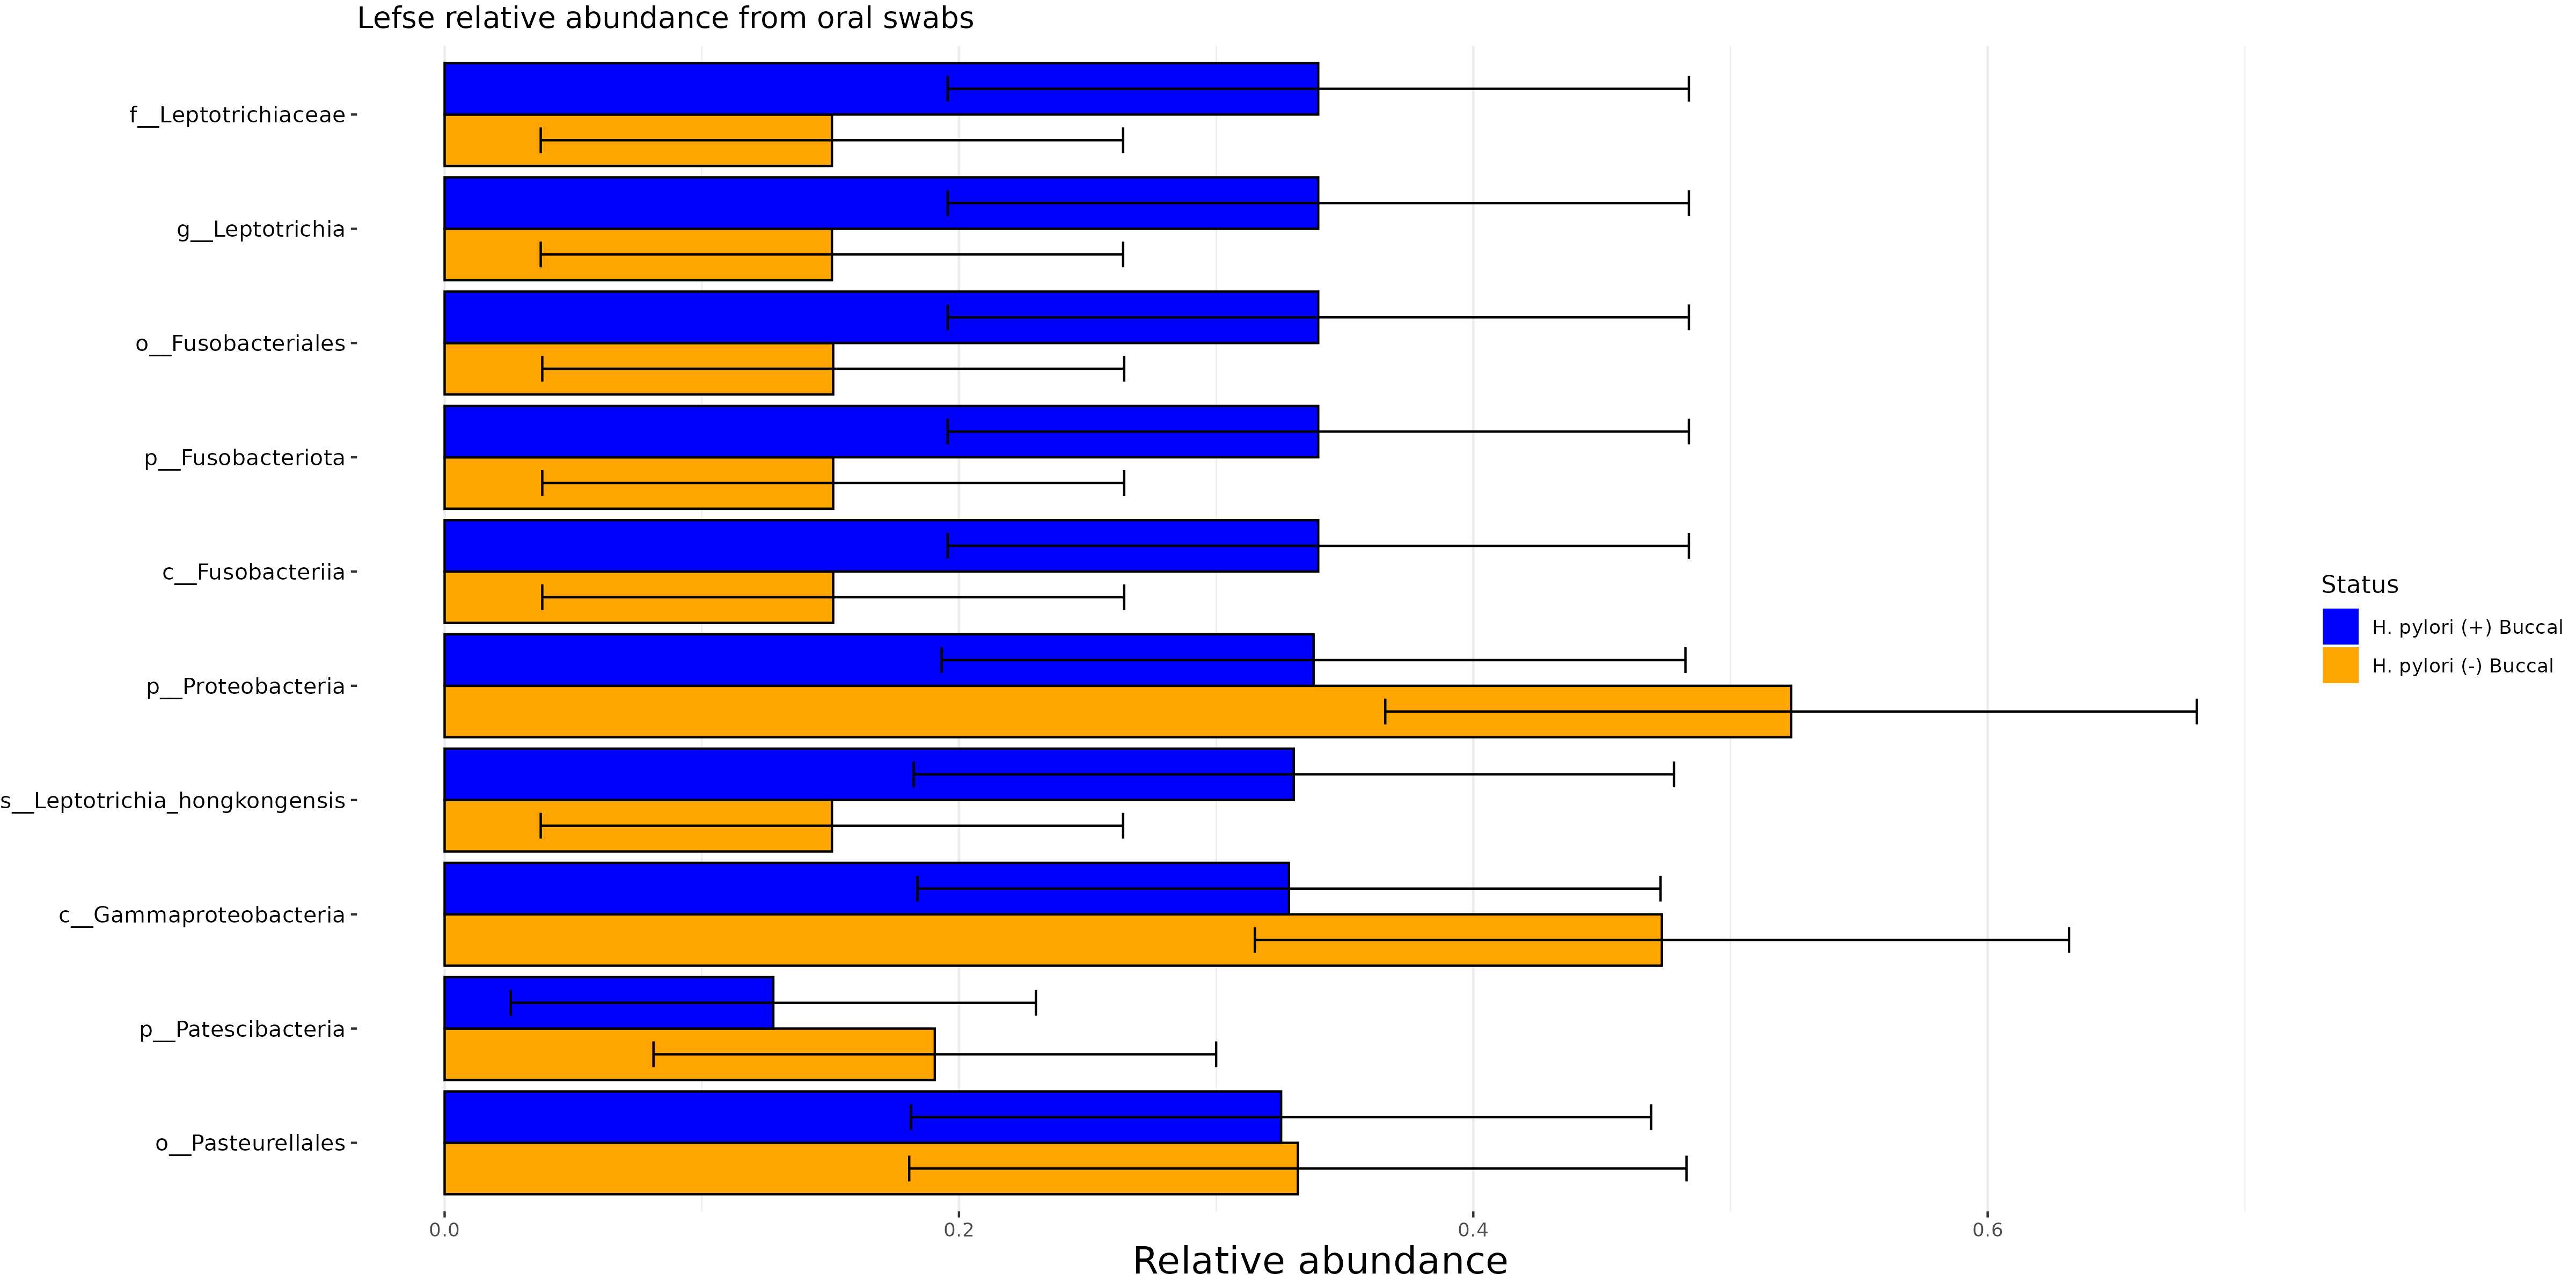 Lefse relative abundance from oral swabs
f__Leptotrichiaceae
g__Leptotrichia
o__Fusobacteriales
p__Fusobacteriota
c__Fusobacteriia
p__Proteobacteria
s__Leptotrichia_hongkongensis
c__Gammaproteobacteria
p__Patescibacteria
o__Pasteurellales
0.0 0.2 0.4 0.6
Relative abundance
Status
H. pylori (+) Buccal
H. pylori (-) Buccal